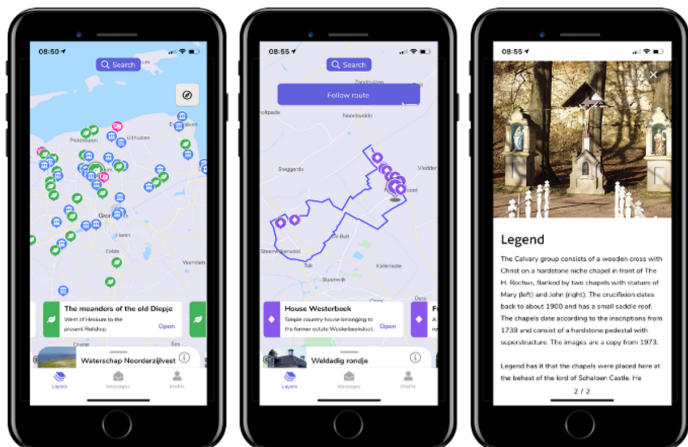 08:50
Search
Uithuizen
Haren
Eelde
The meanders of the old Diepje
West of Hekkum to the
present Reitdiep.
Open
Waterschap Noorderzijlvest
Layers
Messages
Profile
08:55
Search
Follow route
Noordwolde
Steggerda
House Westerbeek
Simple country house belonging to
the former estate Westerbeeksloot.
Open
Weldadig rondje
Layers
Messages
Profile
08:55
Legend
The Calvary group consists of a wooden cross with
Christ on a hardstone niche chapel in front of The
H. Rochus, flanked by two chapels with statues of
Mary (left) and John (right). The crucifixion dates
back to about 1900 and has a small saddle roof.
The chapels date according to the inscriptions from
1739 and consist of a hardstone pedestal with
superstructure. The images are a copy from 1973.
Legend has it that the chapels were placed here at
the behest of the lord of Schaloen Castle. He
2 / 2